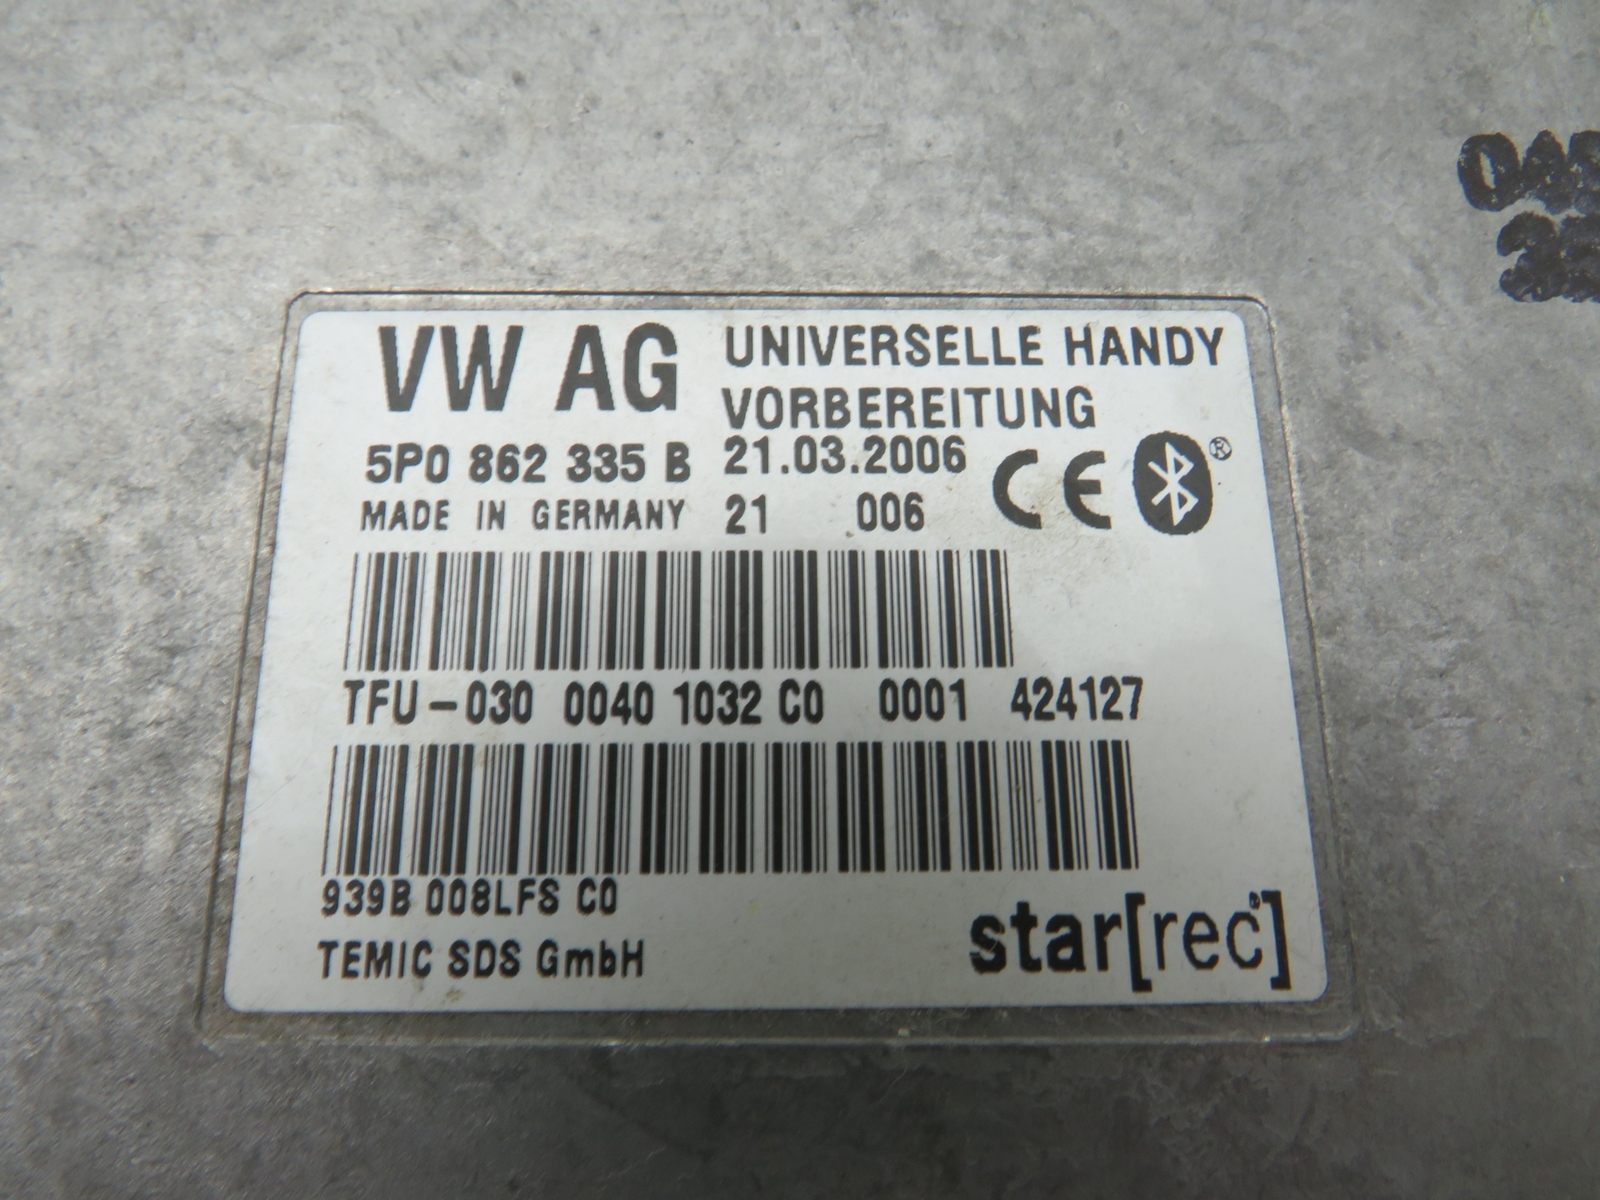 VW AG
UNIVERSELLE HANDY
VORBEREITUNG
5P0 862 335 B
21.03.2006
CE
®
MADE IN GERMANY
21 006
TFU-030 0040 1032 C0 0001 424127
939B 008LFS C0
TEMIC SDS GmbH
star[rec]